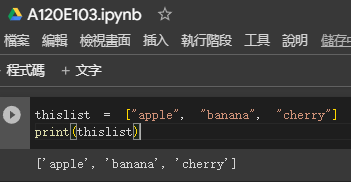 A120E103.ipynb
檔案 編輯 檢視畫面 插入 執行階段 工具 說明 儲存中
+ 程式碼 + 文字
thislist = ["apple", "banana", "cherry"]
print(thislist)
['apple', 'banana', 'cherry']